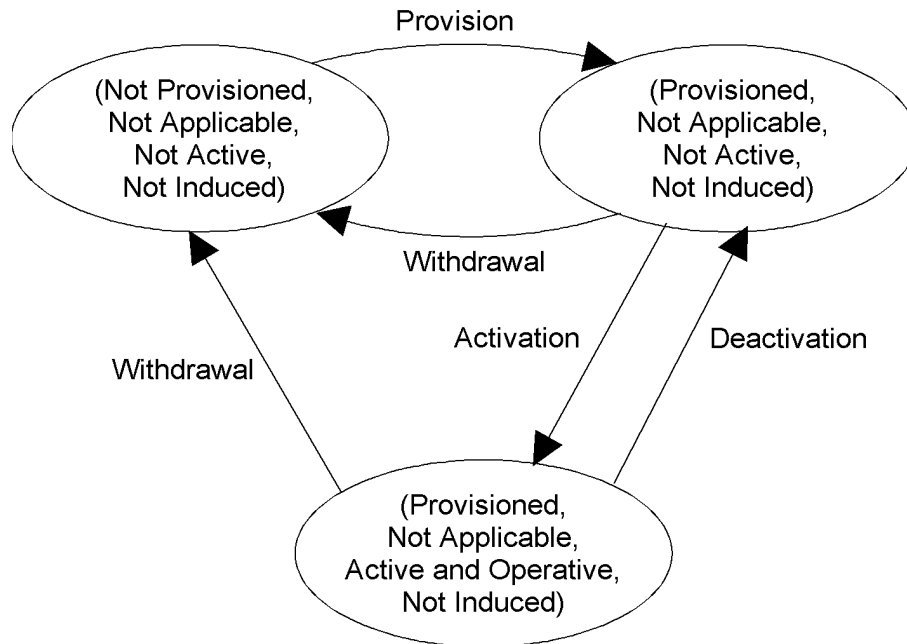 Provision
(Not Provisioned,
Not Applicable,
Not Active,
Not Induced)
(Provisioned,
Not Applicable,
Not Active,
Not Induced)
Withdrawal
Activation
Deactivation
Withdrawal
(Provisioned,
Not Applicable,
Active and Operative,
Not Induced)